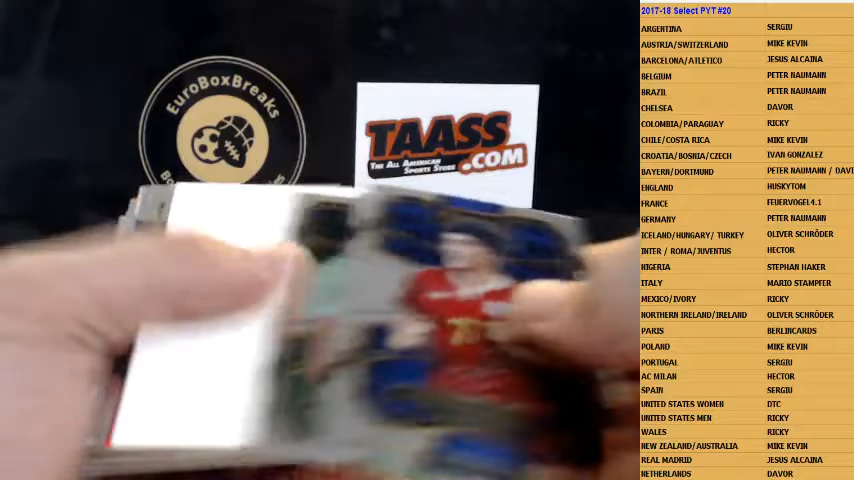 EuroBoxBreaks
TAASS
.COM
The All American
Sports Store
2017-18 Select PYT #20
ARGENTINA SERGIU
AUSTRIA/SWITZERLAND MIKE KEVIN
BARCELONA/ATLETICO JESUS ALCAINA
BELGIUM PETER NAUMANN
BRAZIL PETER NAUMANN
CHELSEA DAVOR
COLOMBIA/PARAGUAY RICKY
CHILE/COSTA RICA MIKE KEVIN
CROATIA/BOSNIA/CZECH IVAN GONZALEZ
BAYERN/DORTMUND PETER NAUMANN / DAVI
ENGLAND HUSKYTOM
FRANCE FEUERVOGEL4.1
GERMANY PETER NAUMANN
ICELAND/HUNGARY/ TURKEY OLIVER SCHRÖDER
INTER / ROMA/JUVENTUS HECTOR
NIGERIA STEPHAN HAKER
ITALY MARIO STAMPFER
MEXICO/IVORY RICKY
NORTHERN IRELAND/IRELAND OLIVER SCHRÖDER
PARIS BERLINCARDS
POLAND MIKE KEVIN
PORTUGAL SERGIU
AC MILAN HECTOR
SPAIN SERGIU
UNITED STATES WOMEN DTC
UNITED STATES MEN RICKY
WALES RICKY
NEW ZEALAND/AUSTRALIA MIKE KEVIN
REAL MADRID JESUS ALCAINA
NETHERLANDS DAVOR